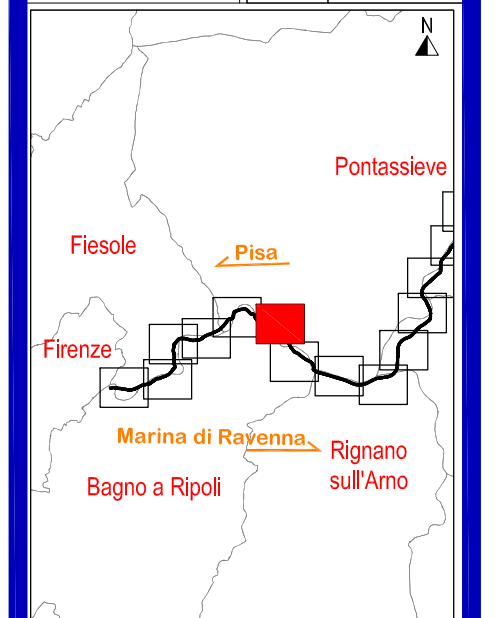 N
Pontassieve
Fiesole
Pisa
Firenze
Marina di Ravenna
Rignano
sull'Arno
Bagno a Ripoli